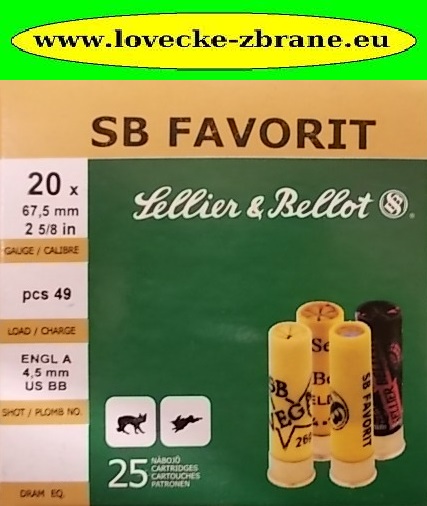 www.lovecke-zbrane.eu
SB FAVORIT
20 x
67,5 mm
2 5/8 in
GAUGE / CALIBRE
Sellier & Bellot
pcs 49
LOAD / CHARGE
ENGL A
4,5 mm
US BB
SHOT / PLOMB NO.
SB
266
SB FAVORIT
25
NÁBOJŮ
CARTRIDGES
CARTOUCHES
PATRONEN
DRAM EQ.